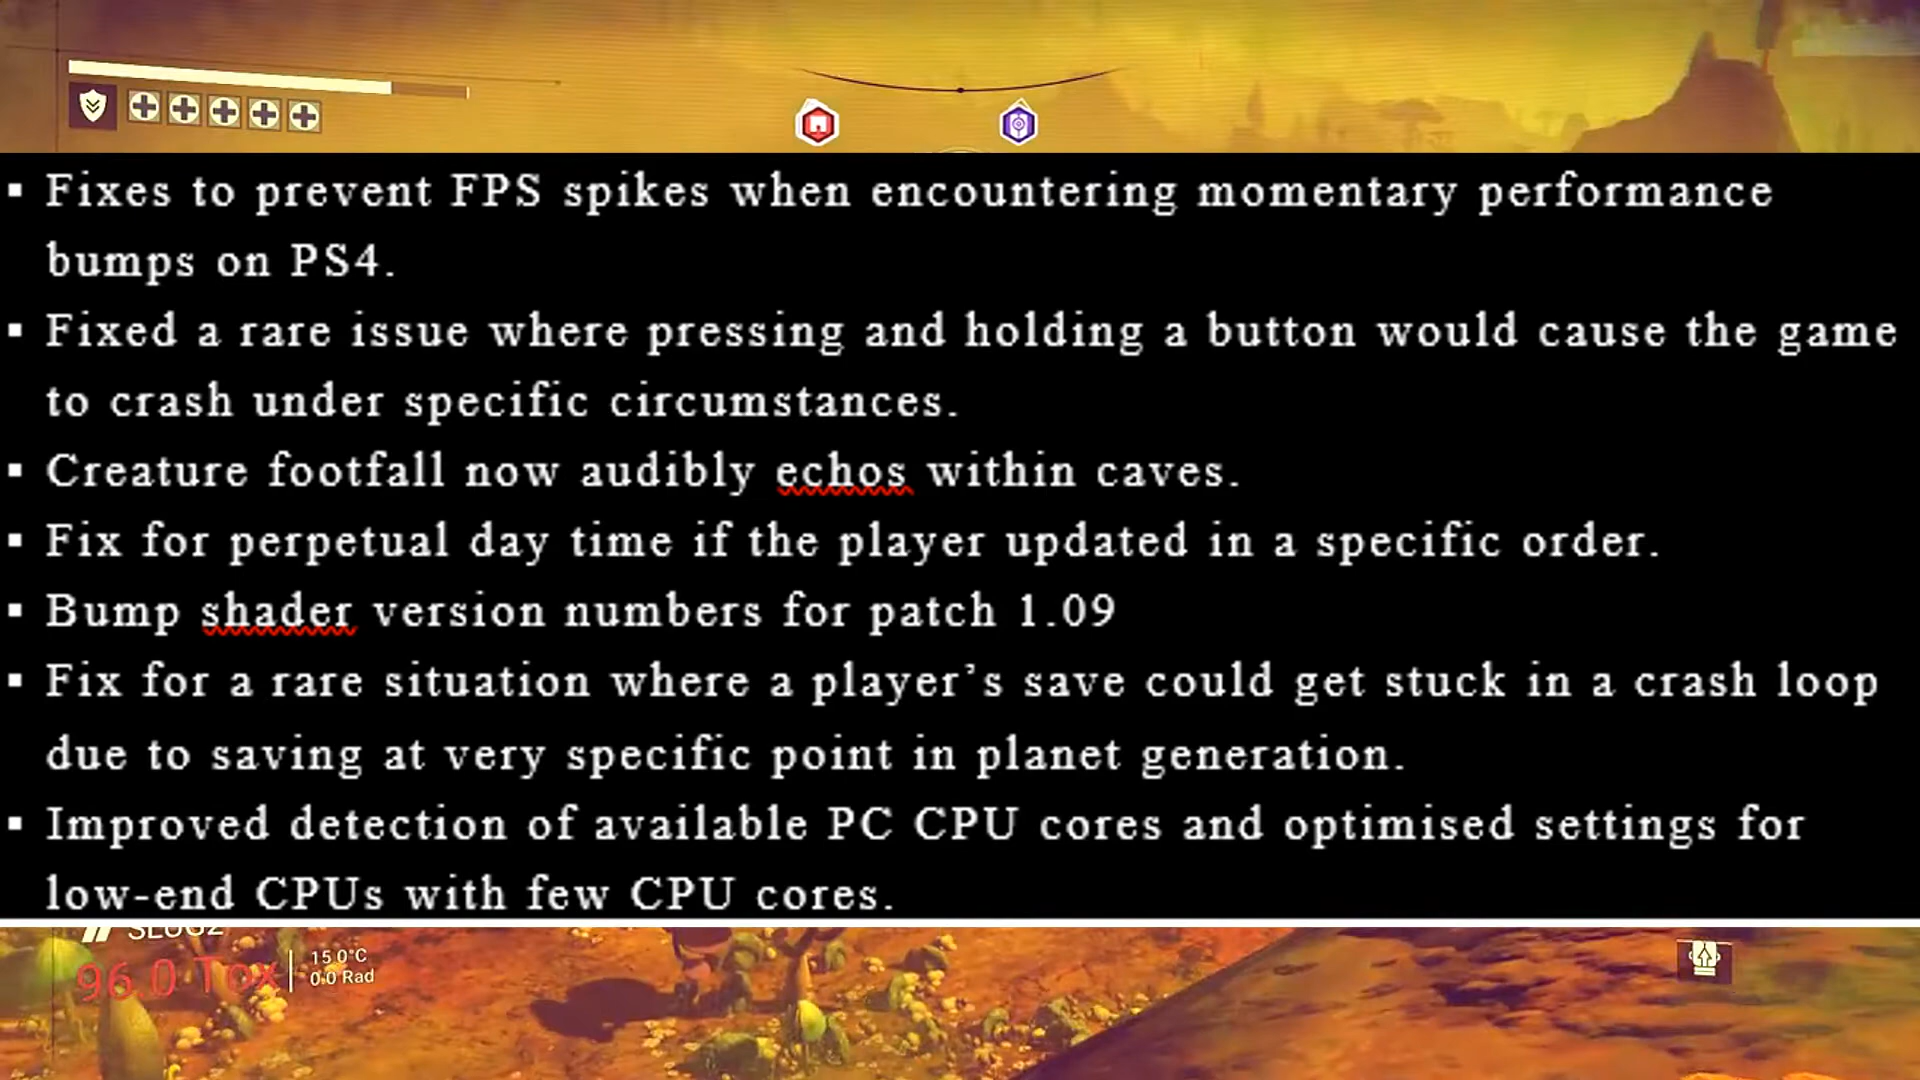 ▪ Fixes to prevent FPS spikes when encountering momentary performance
bumps on PS4.
▪ Fixed a rare issue where pressing and holding a button would cause the game
to crash under specific circumstances.
▪ Creature footfall now audibly echos within caves.
▪ Fix for perpetual day time if the player updated in a specific order.
▪ Bump shader version numbers for patch 1.09
▪ Fix for a rare situation where a player’s save could get stuck in a crash loop
due to saving at very specific point in planet generation.
▪ Improved detection of available PC CPU cores and optimised settings for
low-end CPUs with few CPU cores.
96.0 Tox
15.0°C
0.0 Rad